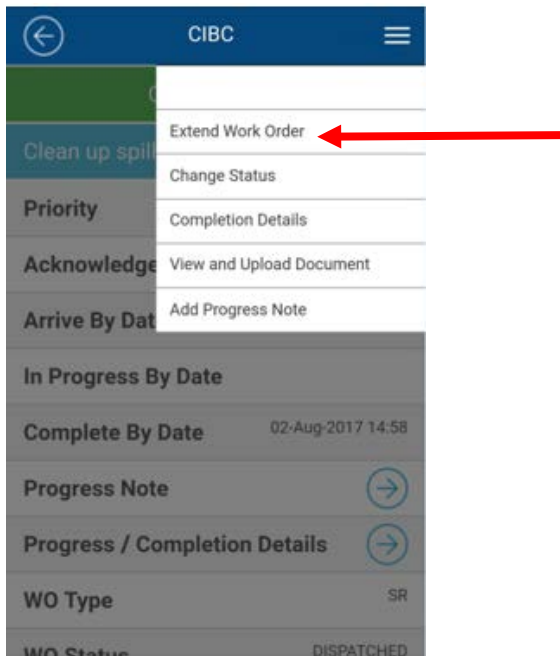 CIBC
Extend Work Order
Clean up spill
Change Status
Priority
Completion Details
Acknowledge
View and Upload Document
Arrive By Dat
Add Progress Note
In Progress By Date
Complete By Date 02-Aug-2017 14:58
Progress Note
Progress / Completion Details
WO Type SR
WO Status DISPATCHED